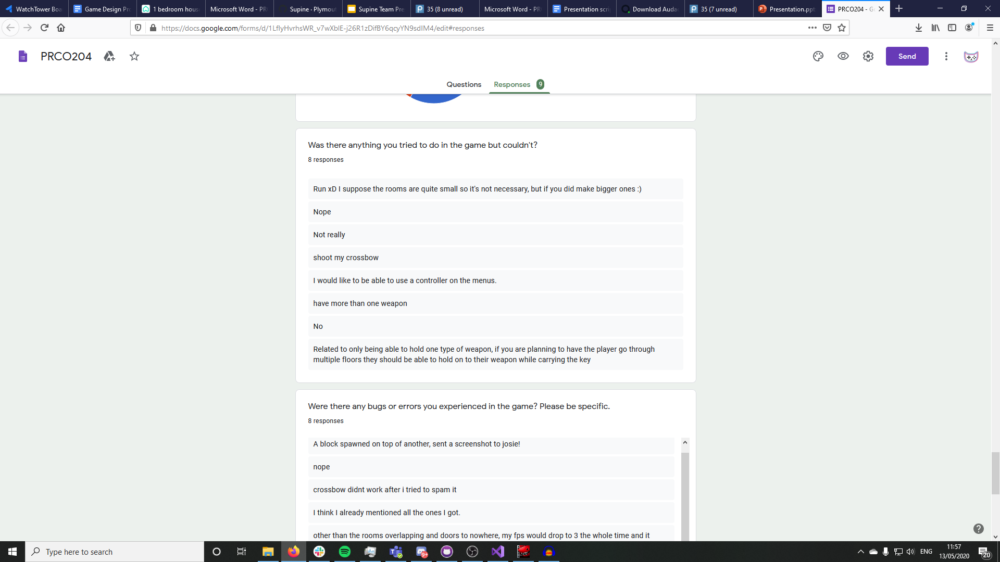 WatchTower Boa
Game Design Pr
1 bedroom hous
Microsoft Word - PR
Supine · Plymout
Supine Team Pre
35 (8 unread)
Microsoft Word - PR
Presentation scri
Download Audac
35 (7 unread)
Presentation.ppt
PRCO204 - G
https://docs.google.com/forms/d/1LfIyHvrhsWR_v7wXblE-j26R1zDifBY6qcyYN9sdIM4/edit#responses
PRCO204
Send
Questions
Responses 9
Was there anything you tried to do in the game but couldn't?
8 responses
Run xD I suppose the rooms are quite small so it's not necessary, but if you did make bigger ones :)
Nope
Not really
shoot my crossbow
I would like to be able to use a controller on the menus.
have more than one weapon
No
Related to only being able to hold one type of weapon, if you are planning to have the player go through
multiple floors they should be able to hold on to their weapon while carrying the key
Were there any bugs or errors you experienced in the game? Please be specific.
8 responses
A block spawned on top of another, sent a screenshot to josie!
nope
crossbow didnt work after i tried to spam it
I think I already mentioned all the ones I got.
other than the rooms overlapping and doors to nowhere, my fps would drop to 3 the whole time and it
Type here to search
9+
ENG
11:57
13/05/2020
20